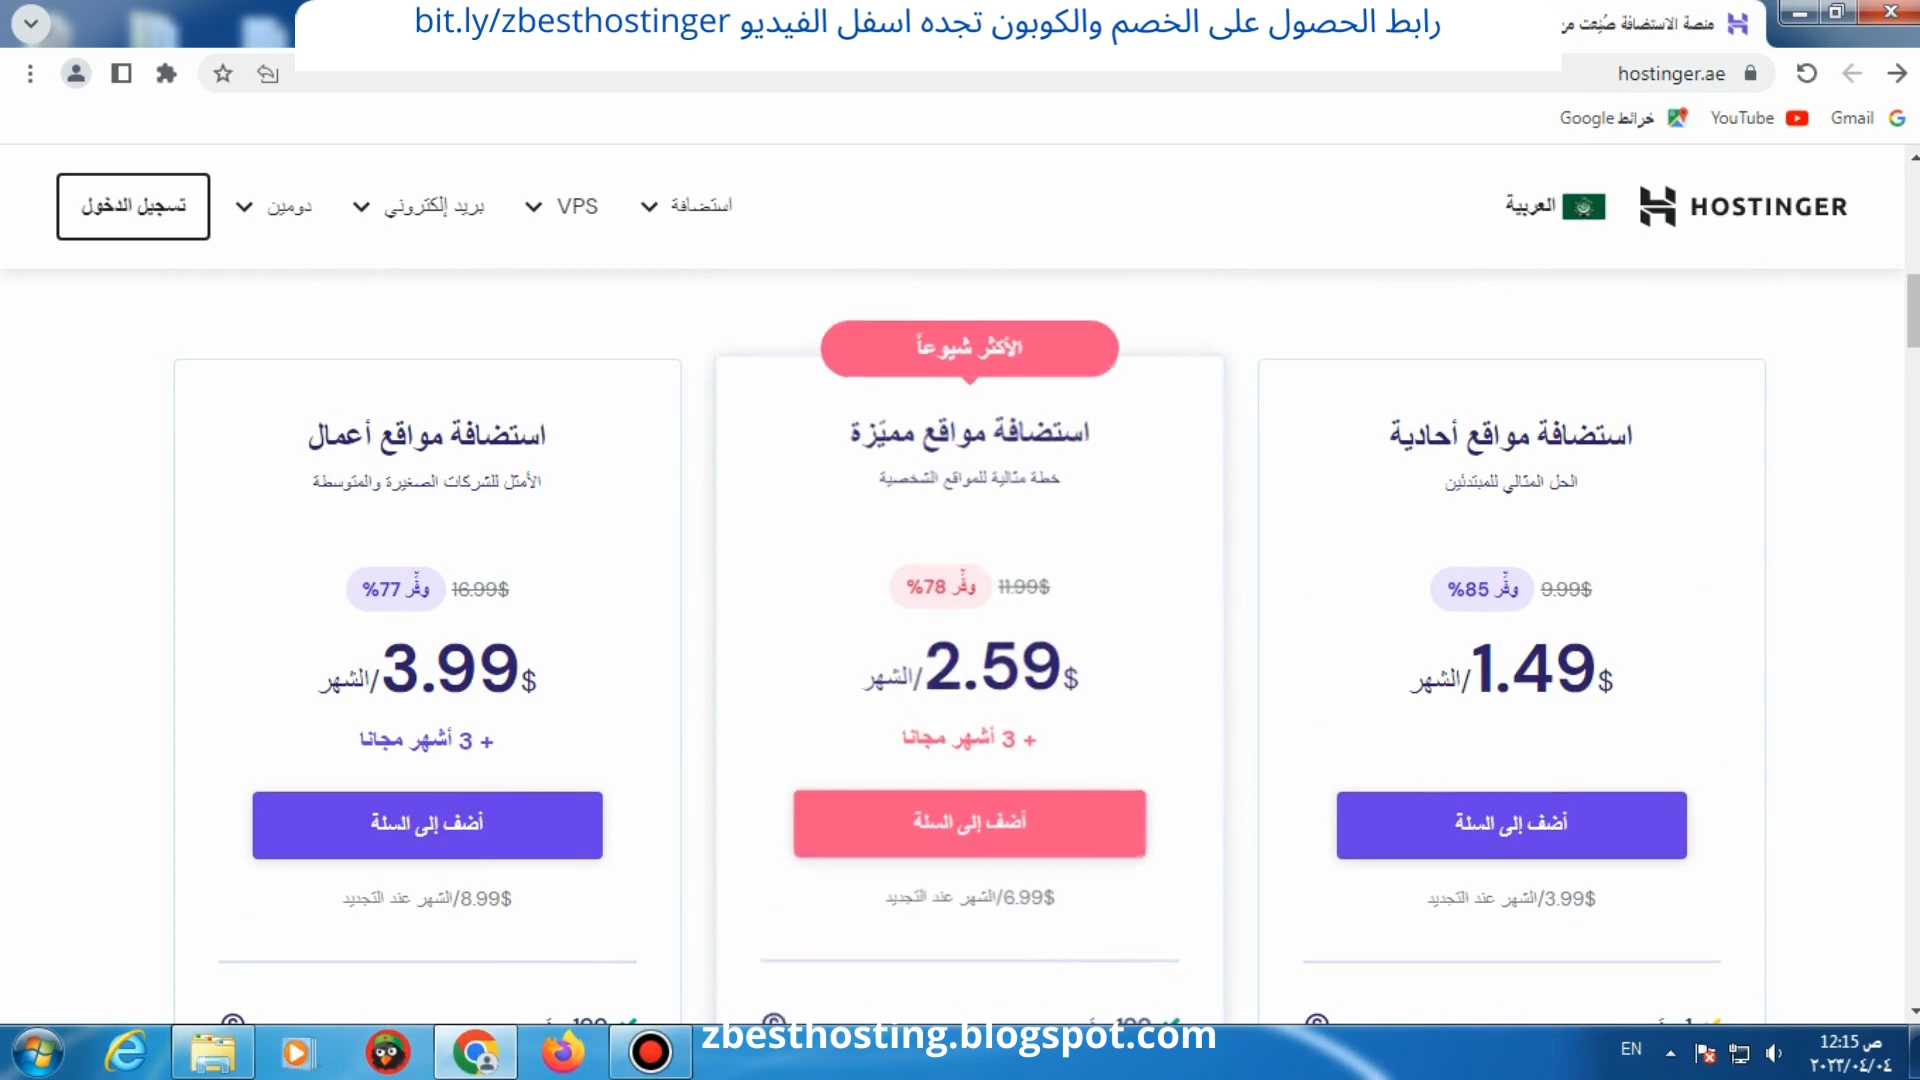 رابط الحصول على الخصم والكوبون تجده اسفل الفيديو bit.ly/zbesthostinger
منصة الاستضافة صُنِعت مر
hostinger.ae
Gmail YouTube خرائط Google
HOSTINGER
العربية
استضافة VPS بريد إلكتروني دومين تسجيل الدخول
الأكثر شيوعاً
استضافة مواقع أحادية
الحل المثالي للمبتدئين
9.99$ وفِّر 85%
$1.49/الشهر
أضف إلى السلة
3.99$/الشهر عند التجديد
استضافة مواقع مميّزة
خطة مثالية للمواقع الشخصية
11.99$ وفِّر 78%
$2.59/الشهر
+ 3 أشهر مجانا
أضف إلى السلة
6.99$/الشهر عند التجديد
استضافة مواقع أعمال
الأمثل للشركات الصغيرة والمتوسطة
16.99$ وفِّر 77%
$3.99/الشهر
+ 3 أشهر مجانا
أضف إلى السلة
8.99$/الشهر عند التجديد
zbesthosting.blogspot.com
EN
12:15 ص
٢٠٢٣/٠٤/٠٤